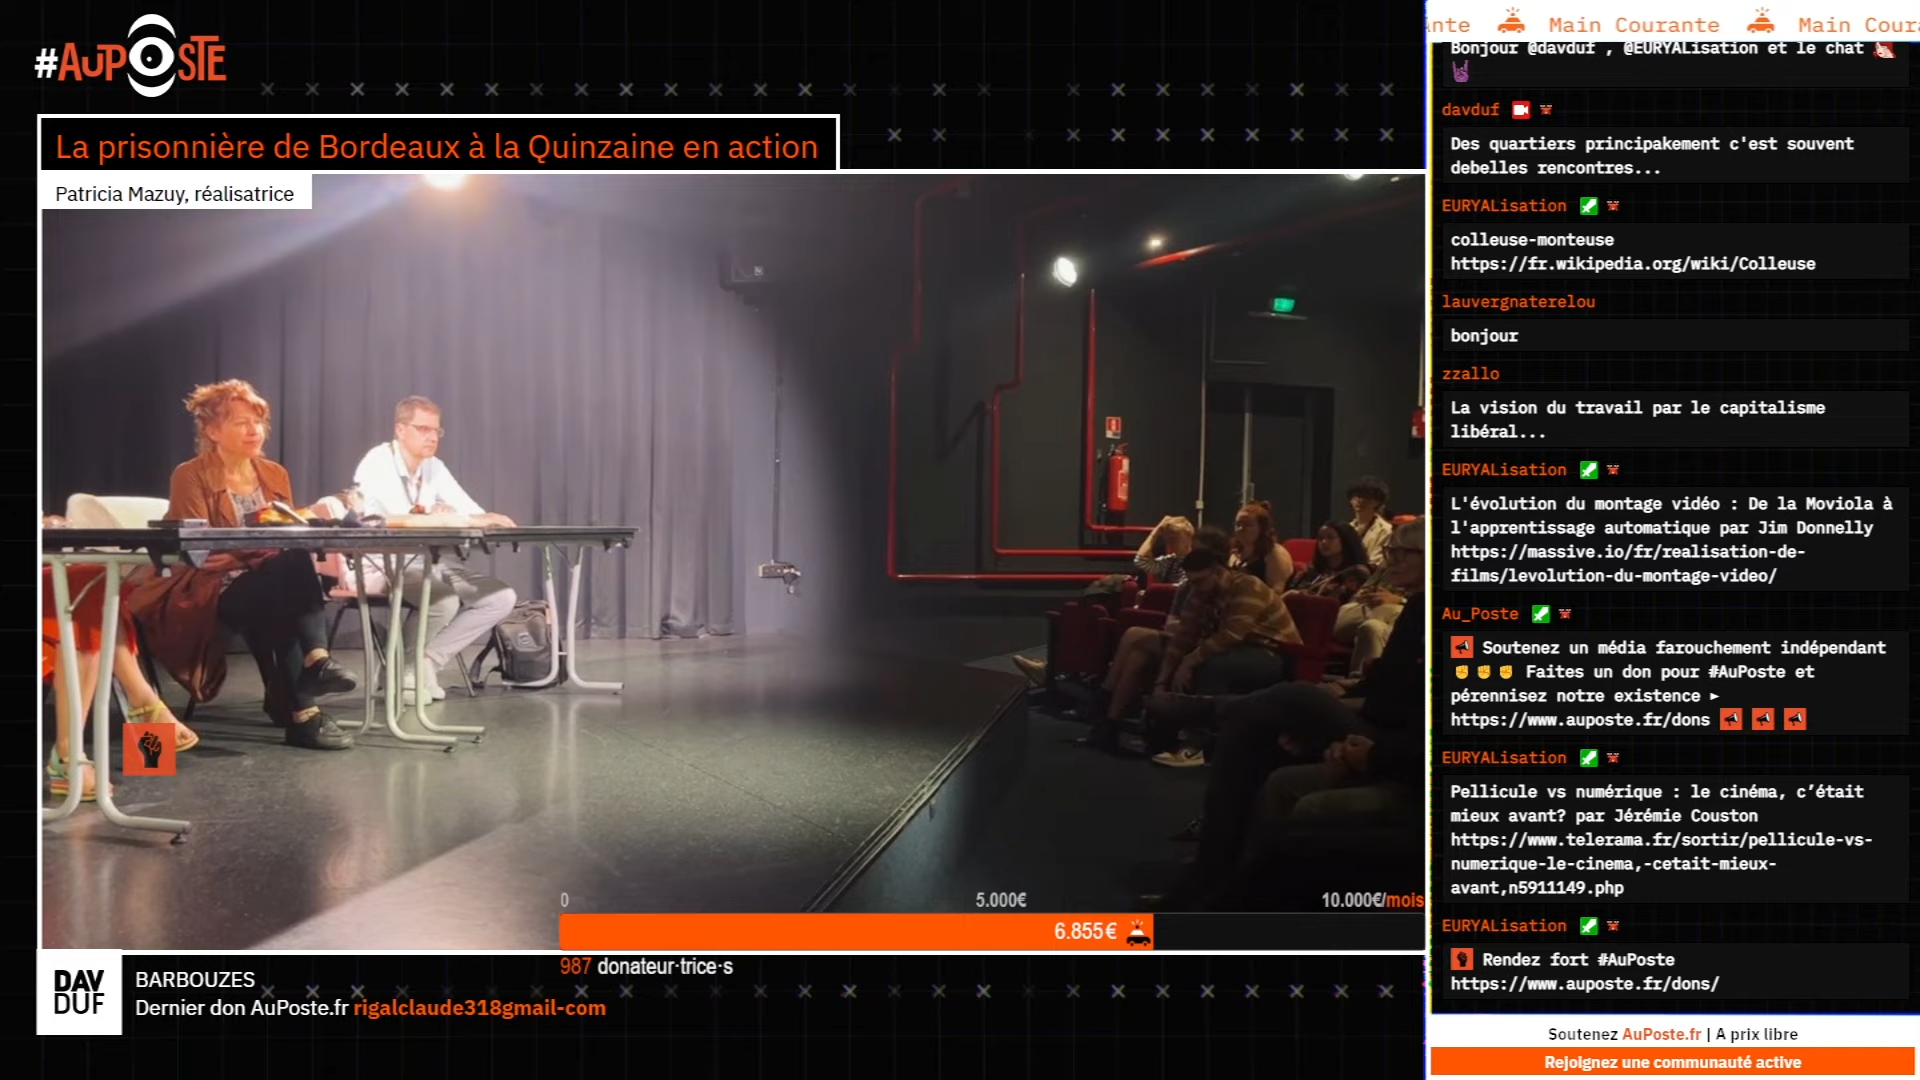 #AuPOSTE
La prisonnière de Bordeaux à la Quinzaine en action
Patricia Mazuy, réalisatrice
0
5.000€
10.000€/mois
6.855€
987 donateur·trice·s
DAV
DUF
BARBOUZES
Dernier don AuPoste.fr rigalclaude318gmail-com
Main Courante
Bonjour @davduf , @EURYALisation et le chat
davduf
Des quartiers principakement c'est souvent
debelles rencontres...
EURYALisation
colleuse-monteuse
https://fr.wikipedia.org/wiki/Colleuse
lauvergnaterelou
bonjour
zzallo
La vision du travail par le capitalisme
libéral...
EURYALisation
L'évolution du montage vidéo : De la Moviola à
l'apprentissage automatique par Jim Donnelly
https://massive.io/fr/realisation-de-
films/levolution-du-montage-video/
Au_Poste
Soutenez un média farouchement indépendant
✊✊✊ Faites un don pour #AuPoste et
pérennisez notre existence ►
https://www.auposte.fr/dons
EURYALisation
Pellicule vs numérique : le cinéma, c’était
mieux avant? par Jérémie Couston
https://www.telerama.fr/sortir/pellicule-vs-
numerique-le-cinema,-cetait-mieux-
avant,n5911149.php
EURYALisation
Rendez fort #AuPoste
https://www.auposte.fr/dons/
Soutenez AuPoste.fr | A prix libre
Rejoignez une communauté active